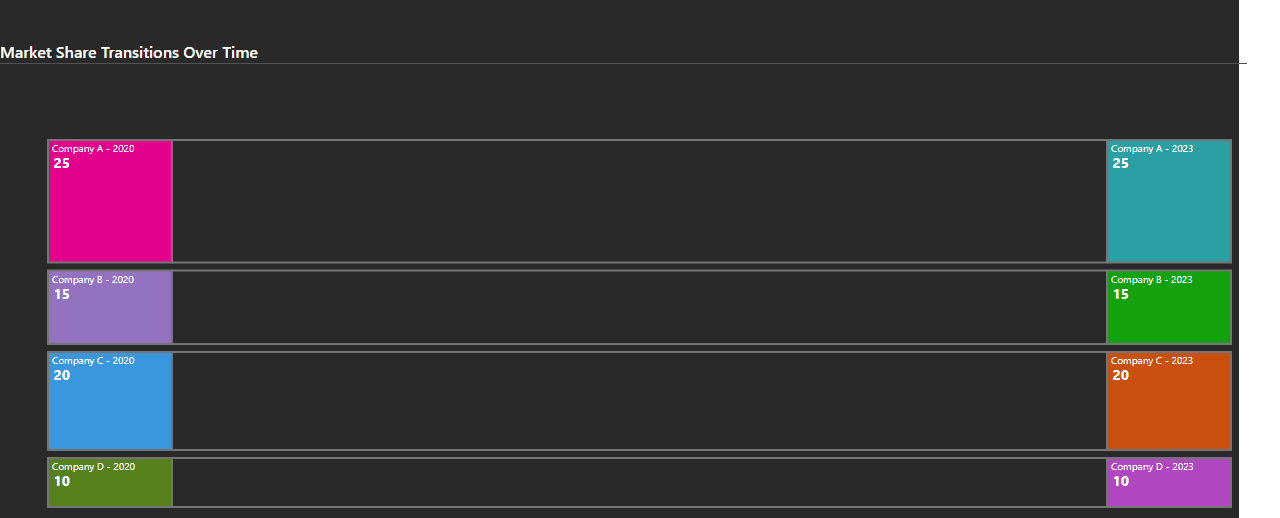 Market Share Transitions Over Time
Company A - 2020
25
Company A - 2023
25
Company B - 2020
15
Company B - 2023
15
Company C - 2020
20
Company C - 2023
20
Company D - 2020
10
Company D - 2023
10